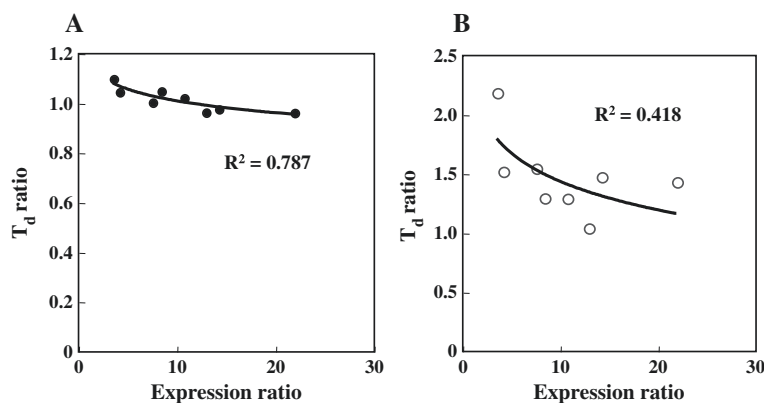 A
1.2
1.0
0.8
0.6
0.4
0.2
0
T_d ratio
R² = 0.787
0 10 20 30
Expression ratio
B
2.5
2.0
1.5
1.0
0.5
0
T_d ratio
R² = 0.418
0 10 20 30
Expression ratio